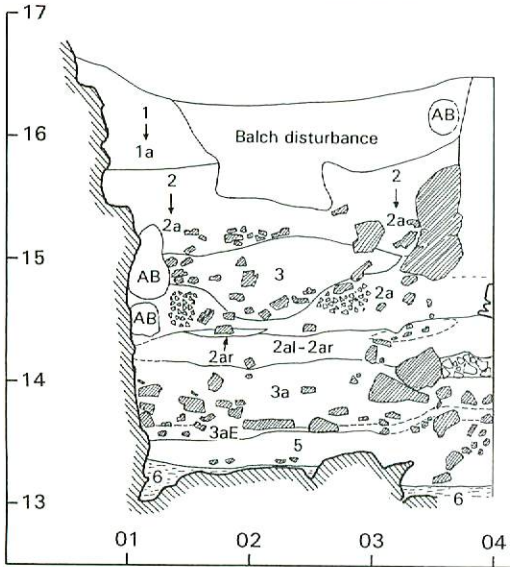 17
16
15
14
13
1
1a
Balch disturbance
AB
2
2a
2
2a
AB
3
2a
AB
2ar
2al-2ar
3a
3aE
5
6
6
01
02
03
04